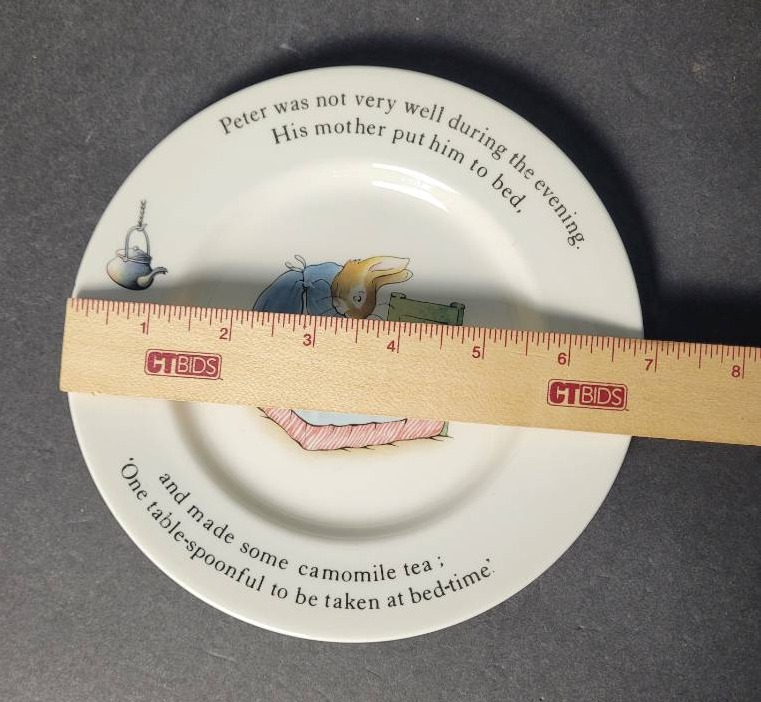 Peter was not very well during the evening.
His mother put him to bed,
1 2 3 4 5 6 7 8
CTBIDS
CTBIDS
and made some camomile tea;
'One table-spoonful to be taken at bed-time.'